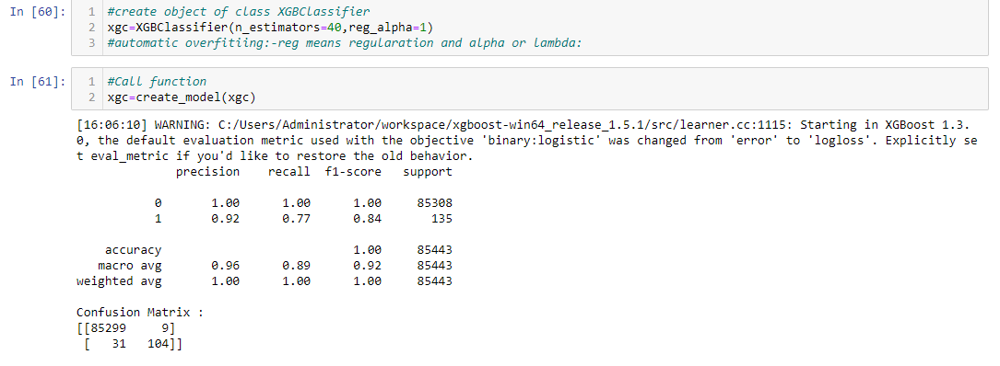 In [60]: 1 #create object of class XGBClassifier
2 xgc=XGBClassifier(n_estimators=40,reg_alpha=1)
3 #automatic overfitiing:-reg means regularation and alpha or lambda:
In [61]: 1 #Call function
2 xgc=create_model(xgc)
[16:06:10] WARNING: C:/Users/Administrator/workspace/xgboost-win64_release_1.5.1/src/learner.cc:1115: Starting in XGBoost 1.3.
0, the default evaluation metric used with the objective 'binary:logistic' was changed from 'error' to 'logloss'. Explicitly se
t eval_metric if you'd like to restore the old behavior.
precision recall f1-score support
0 1.00 1.00 1.00 85308
1 0.92 0.77 0.84 135
accuracy 1.00 85443
macro avg 0.96 0.89 0.92 85443
weighted avg 1.00 1.00 1.00 85443
Confusion Matrix :
[[85299 9]
[ 31 104]]